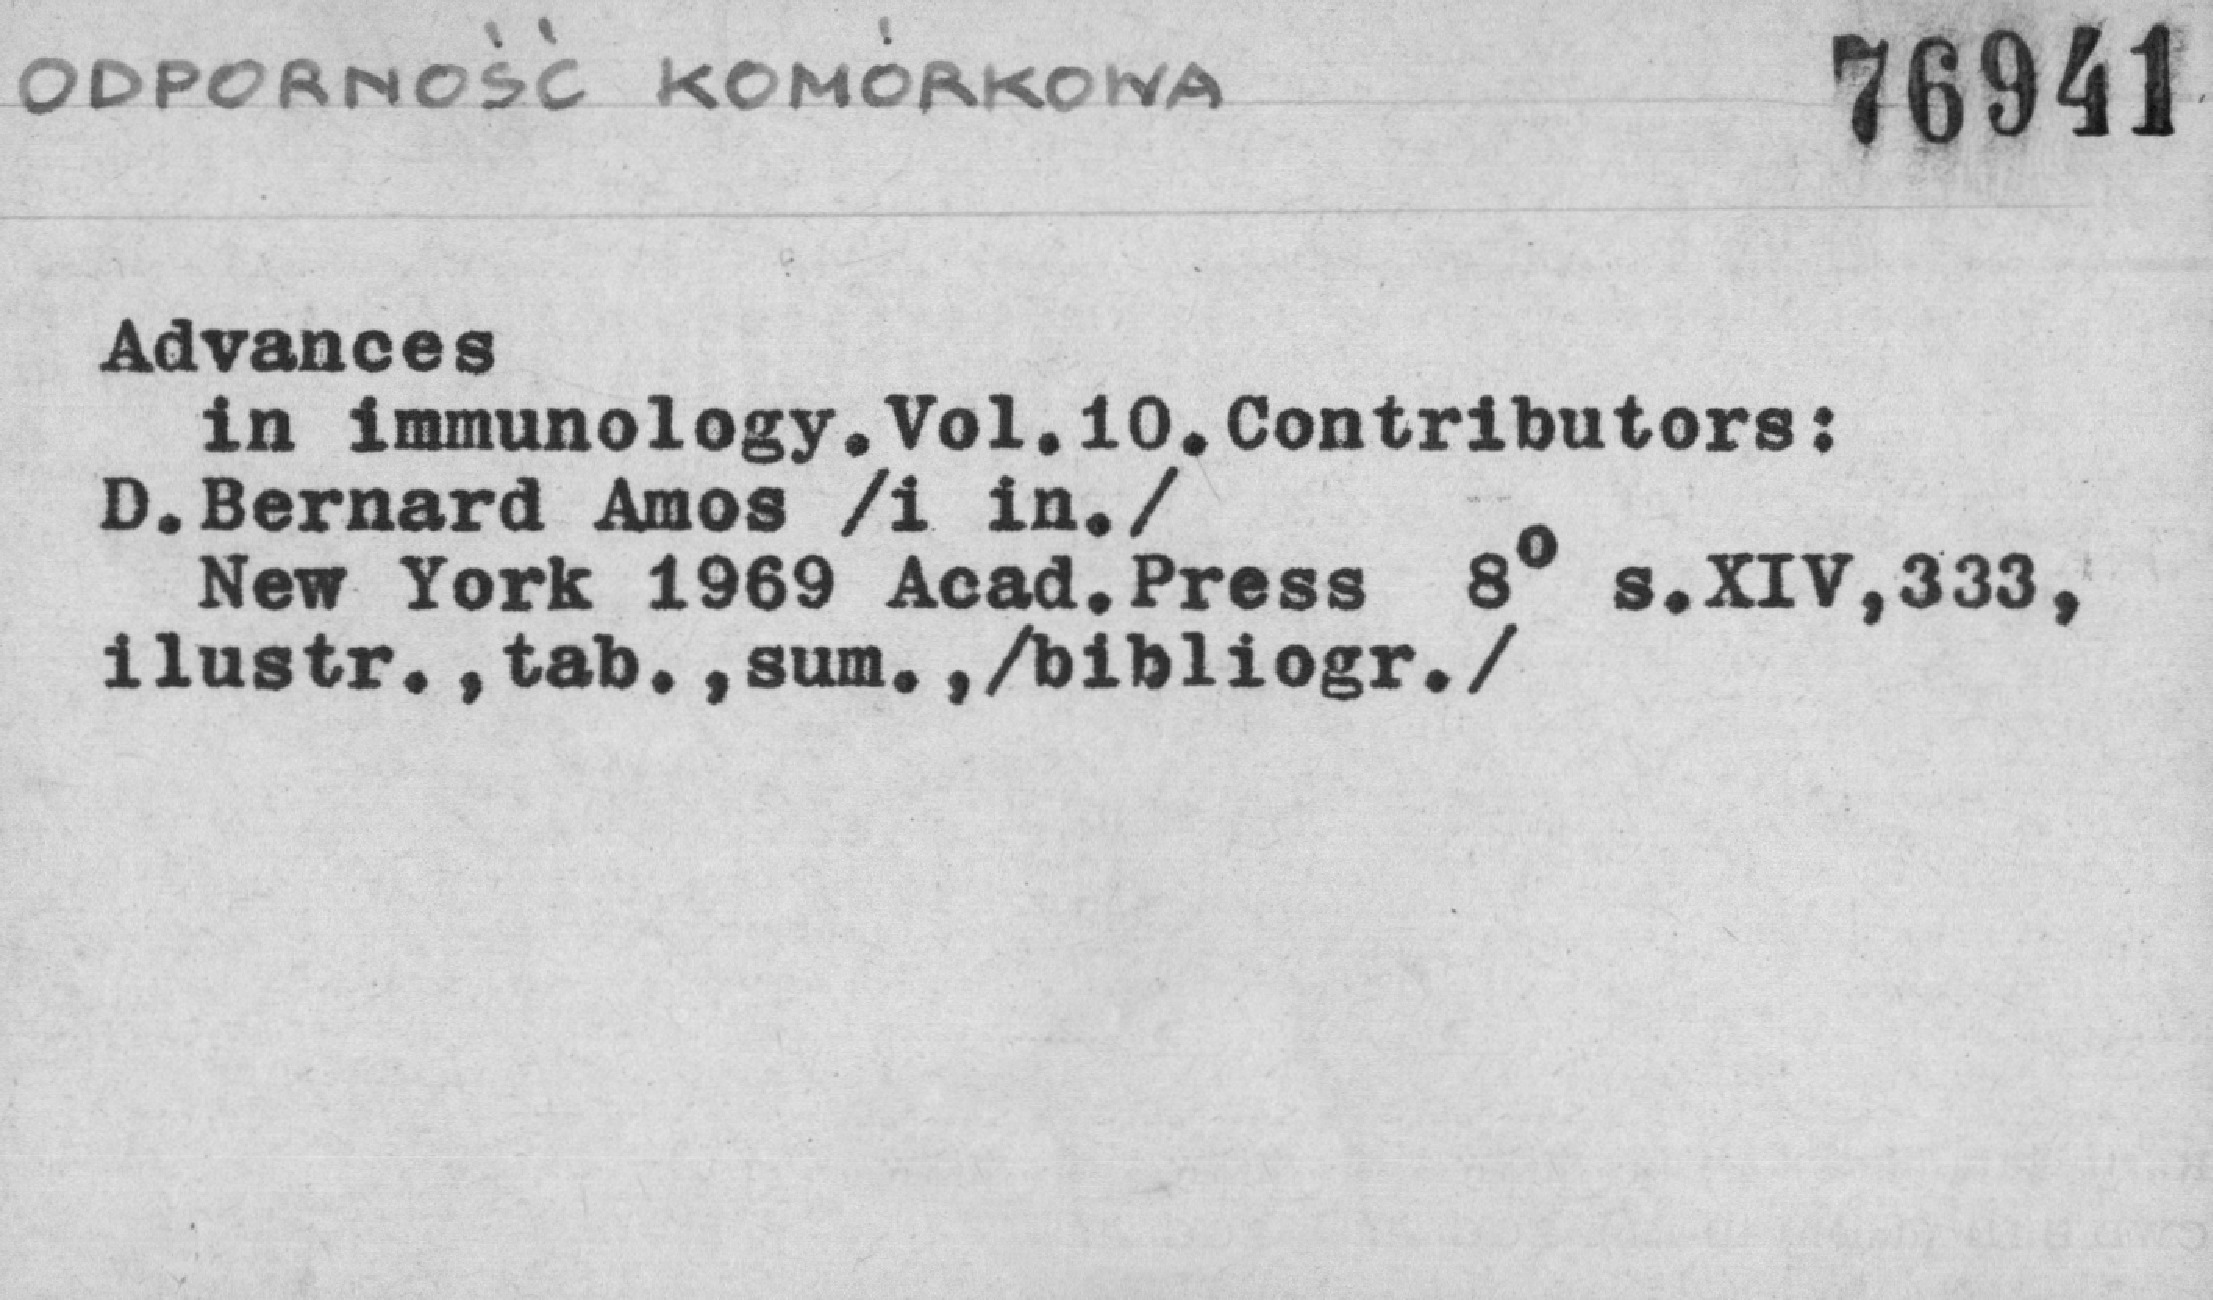 ODPORNOŚĆ KOMÓRKOWA 76941
Advances
in immunology.Vol.10.Contributors:
D.Bernard Amos /i in./
New York 1969 Acad.Press 8º s.XIV,333,
ilustr.,tab.,sum.,/bibliogr./